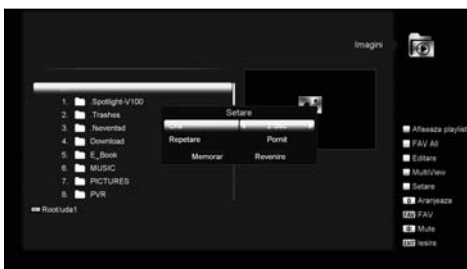 Imagini
1. .Spotlight-V100
2. .Trashes
3. .fseventsd
4. Download
5. E_Book
6. MUSIC
7. PICTURES
8. PVR
Root/uda1
Setare
Repetare Pornit
Memorar Revenire
Afiseaza playlist
FAV All
Editare
MultiView
Setare
Aranjeaza
FAV FAV
Mute
EXIT Iesire